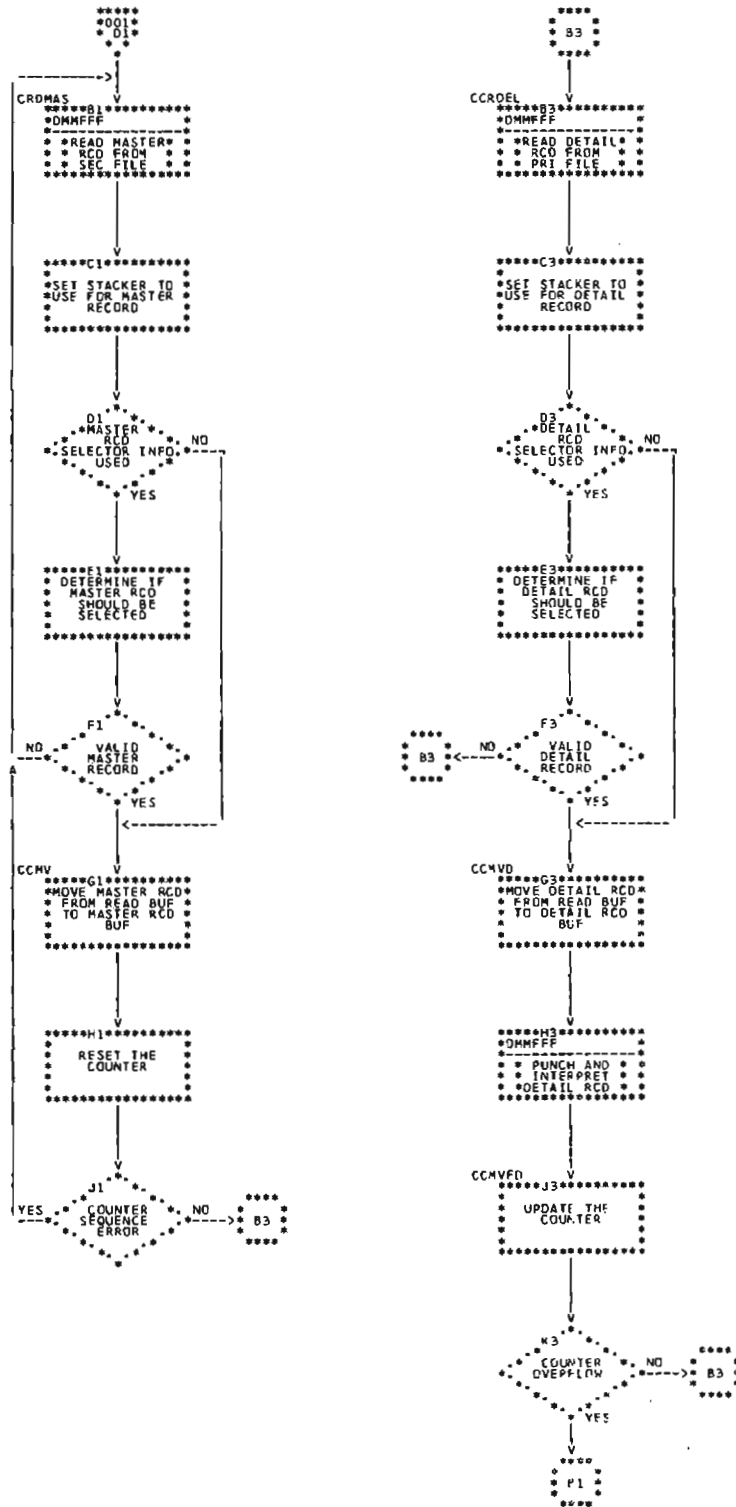 001
D1
CRDMAS
B1
DMMFFF
READ MASTER
RCD FROM
SEC FILE
C1
SET STACKER TO
USE FOR MASTER
RECORD
D1
MASTER
RCD
SELECTOR INFO
USED
NO
YES
E1
DETERMINE IF
MASTER RCD
SHOULD BE
SELECTED
F1
VALID
MASTER
RECORD
NO
A
YES
CCMV
G1
MOVE MASTER RCD
FROM READ BUF
TO MASTER RCD
BUF
H1
RESET THE
COUNTER
J1
COUNTER
SEQUENCE
ERROR
YES
NO
B3
B3
CCRDEL
B3
DMMFFF
READ DETAIL
RCD FROM
PRI FILE
C3
SET STACKER TO
USE FOR DETAIL
RECORD
D3
DETAIL
RCD
SELECTOR INFO
USED
NO
YES
E3
DETERMINE IF
DETAIL RCD
SHOULD BE
SELECTED
F3
VALID
DETAIL
RECORD
NO
B3
YES
CCMVD
G3
MOVE DETAIL RCD
FROM READ BUF
TO DETAIL RCD
BUF
H3
DMMFFF
PUNCH AND
INTERPRET
DETAIL RCD
CCMVFD
J3
UPDATE THE
COUNTER
K3
COUNTER
OVERFLOW
NO
B3
YES
B1